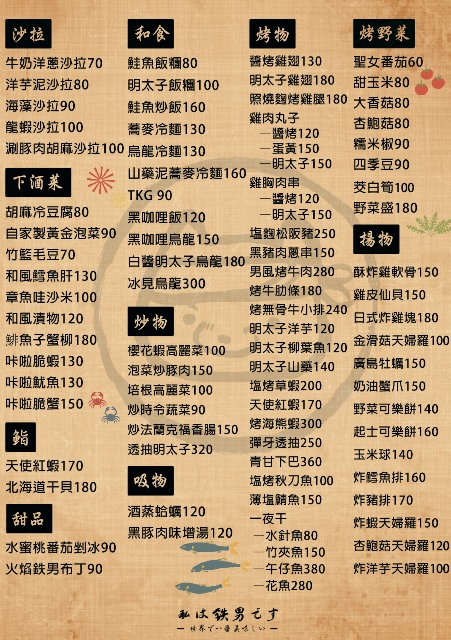 沙拉
牛奶洋蔥沙拉70
洋芋泥沙拉80
海藻沙拉90
龍蝦沙拉100
涮豚肉胡麻沙拉100
下酒菜
胡麻冷豆腐80
自家製黃金泡菜90
竹籠毛豆70
和風鱈魚肝130
章魚哇沙米100
和風漬物120
鯡魚子蟹柳180
咔啦脆蝦130
咔啦魷魚130
咔啦脆蟹150
鮨
天使紅蝦170
北海道干貝180
甜品
水蜜桃番茄剉冰90
火焰鉄男布丁90
和食
鮭魚飯糰80
明太子飯糰100
鮭魚炒飯160
蕎麥冷麵130
烏龍冷麵130
山藥泥蕎麥冷麵160
TKG 90
黑咖哩飯120
黑咖哩烏龍150
白醬明太子烏龍180
冰見烏龍300
炒物
櫻花蝦高麗菜100
泡菜炒豚肉150
培根高麗菜100
炒時令蔬菜90
炒法蘭克福香腸150
透抽明太子320
吸物
酒蒸蛤蠣120
黑豚肉味增湯120
烤物
醬烤雞翅130
明太子雞翅180
照燒麴烤雞腿180
雞肉丸子
—醬烤120
—蛋黃150
—明太子150
雞胸肉串
—醬烤120
—明太子150
塩麴松阪豬250
黑豬肉蔥串150
男風烤牛肉280
烤牛肋條180
烤無骨牛小排240
明太子洋芋120
明太子柳葉魚120
明太子山藥140
塩烤草蝦200
天使紅蝦170
烤海熊蝦300
彈牙透抽250
青甘下巴360
塩烤秋刀魚100
薄塩鯖魚150
一夜干
—水針魚80
—竹夾魚150
—午仔魚380
—花魚280
烤野菜
聖女番茄60
甜玉米80
大香菇80
杏鮑菇80
糯米椒90
四季豆90
茭白筍100
野菜盛180
揚物
酥炸雞軟骨150
雞皮仙貝150
日式炸雞塊180
金滑菇天婦羅100
廣島牡蠣150
奶油蟹爪150
野菜可樂餅140
起士可樂餅160
玉米球140
炸鱈魚排160
炸豬排170
炸蝦天婦羅150
杏鮑菇天婦羅120
炸洋芋天婦羅100
私は鉄男です
— 世界で一番美味しい —